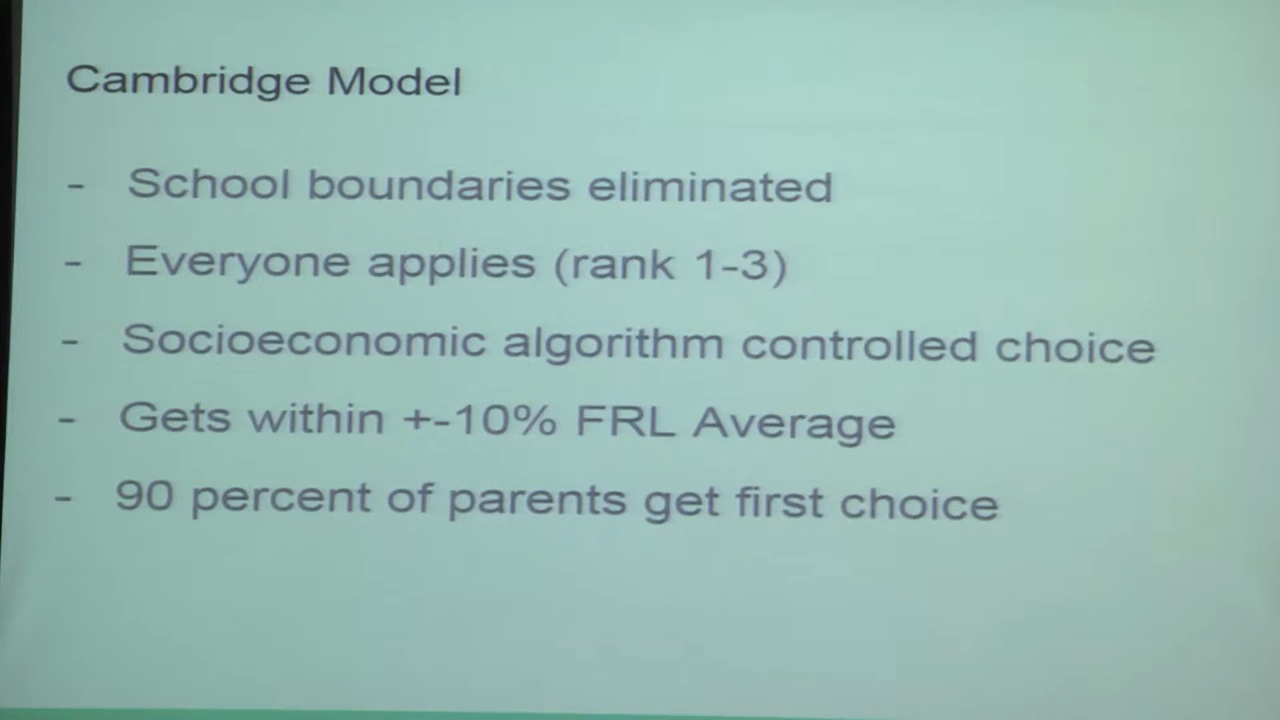 Cambridge Model
- School boundaries eliminated
- Everyone applies (rank 1-3)
- Socioeconomic algorithm controlled choice
- Gets within +-10% FRL Average
- 90 percent of parents get first choice